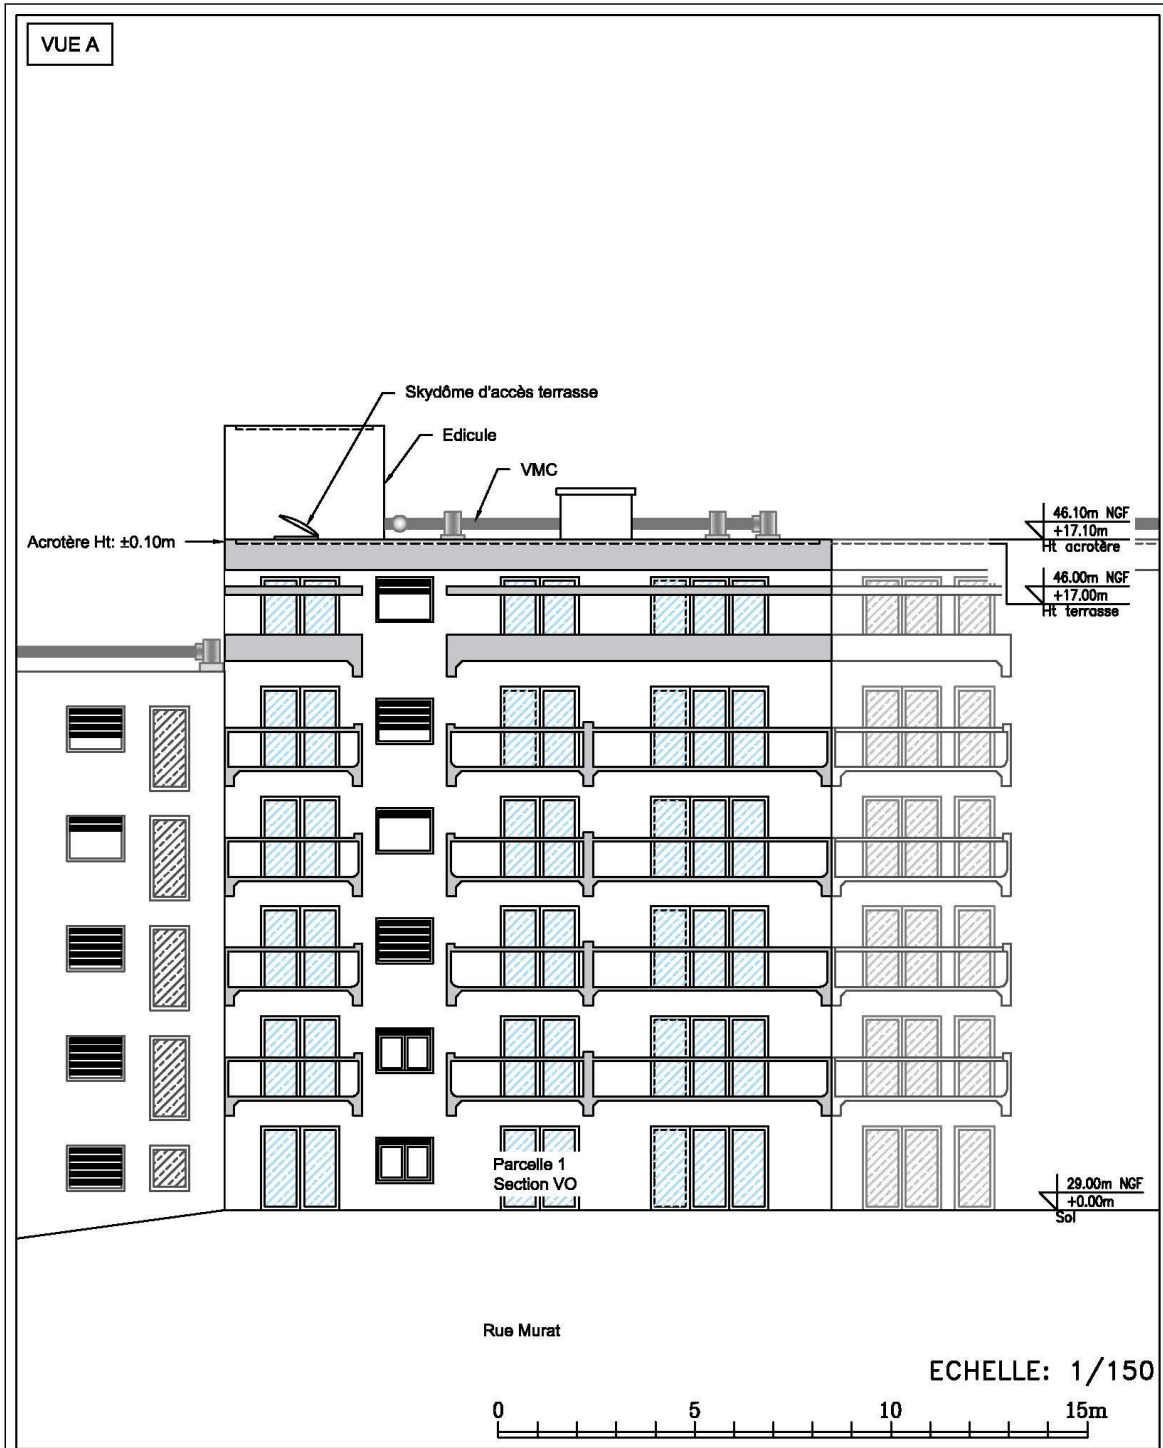 VUE A
Skydôme d'accès terrasse
Edicule
VMC
Acrotère Ht: ±0.10m
46.10m NGF
+17.10m
Ht acrotère
46.00m NGF
+17.00m
Ht terrasse
Parcelle 1
Section VO
29.00m NGF
+0.00m
Sol
Rue Murat
ECHELLE: 1/150
0 5 10 15m